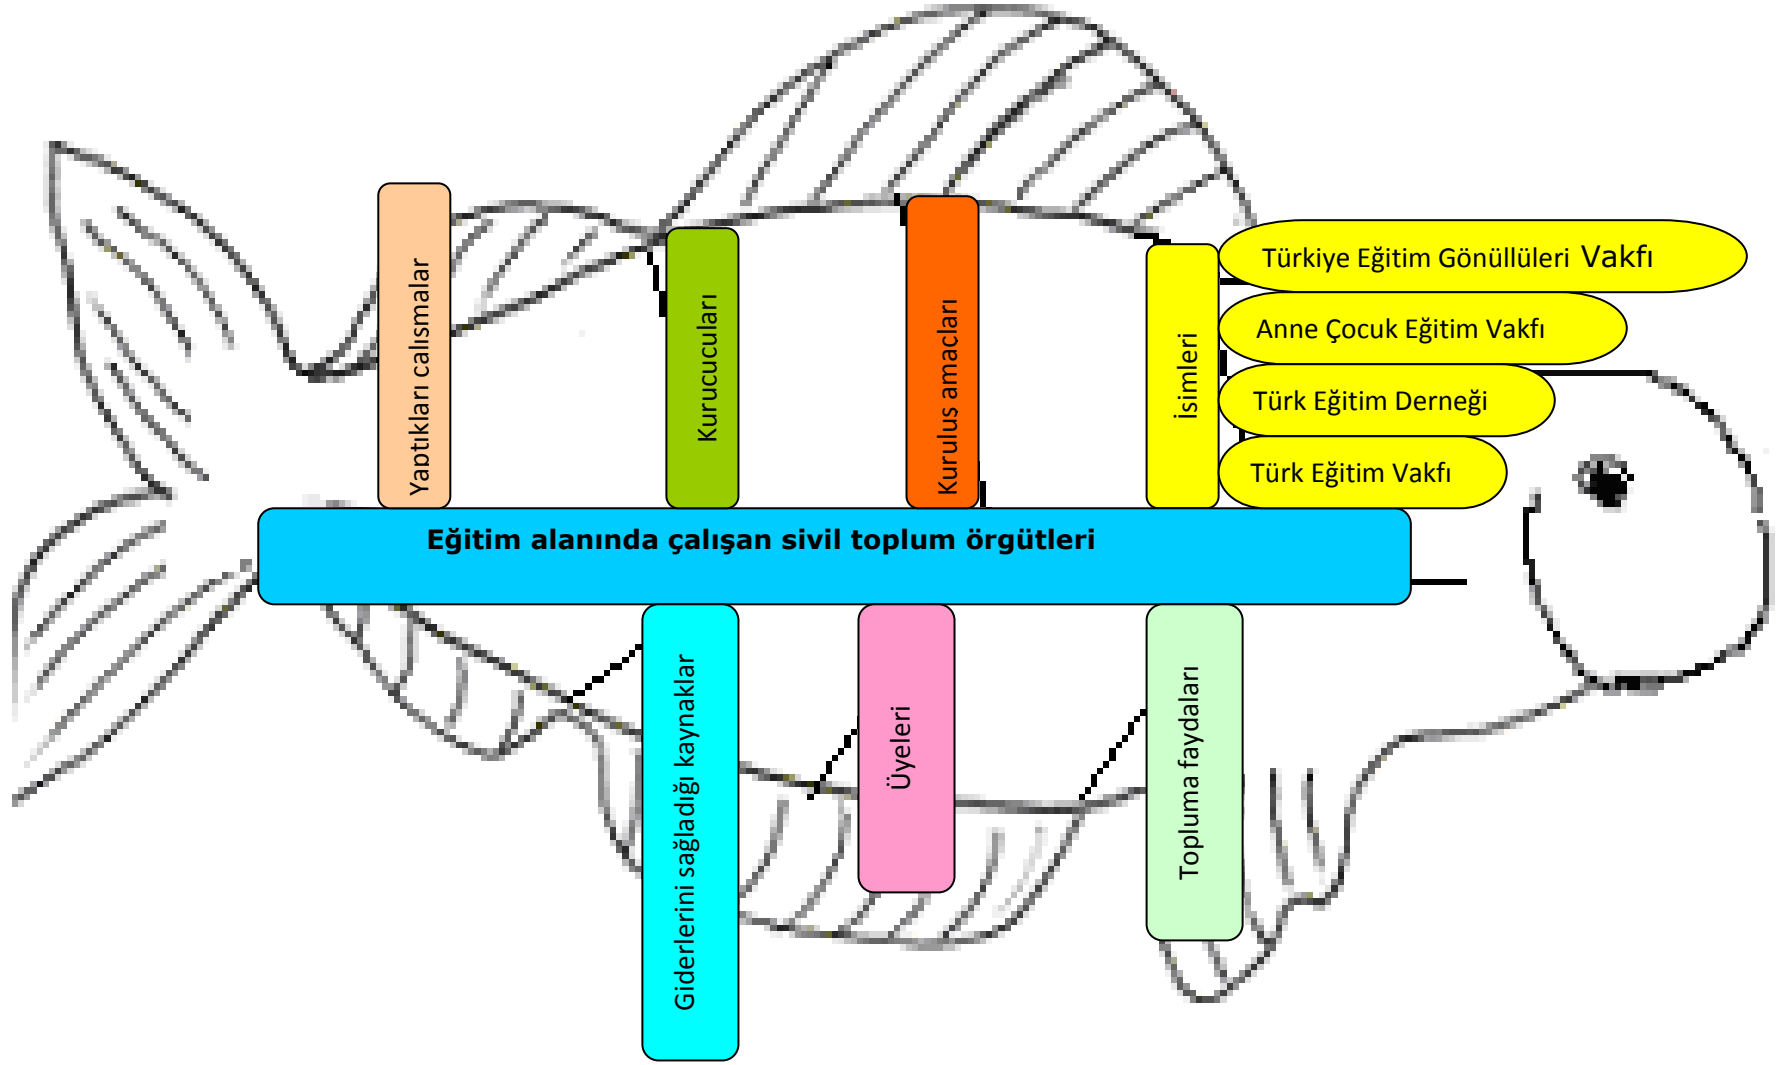 Yaptıkları calısmalar
Kurucucuları
Kurulus amacları
İsimleri
Türkiye Eğitim Gönüllüleri Vakfı
Anne Çocuk Eğitim Vakfı
Türk Eğitim Derneği
Türk Eğitim Vakfı
Eğitim alanında çalışan sivil toplum örgütleri
Giderlerini sağladığı kaynaklar
Üyeleri
Topluma faydaları